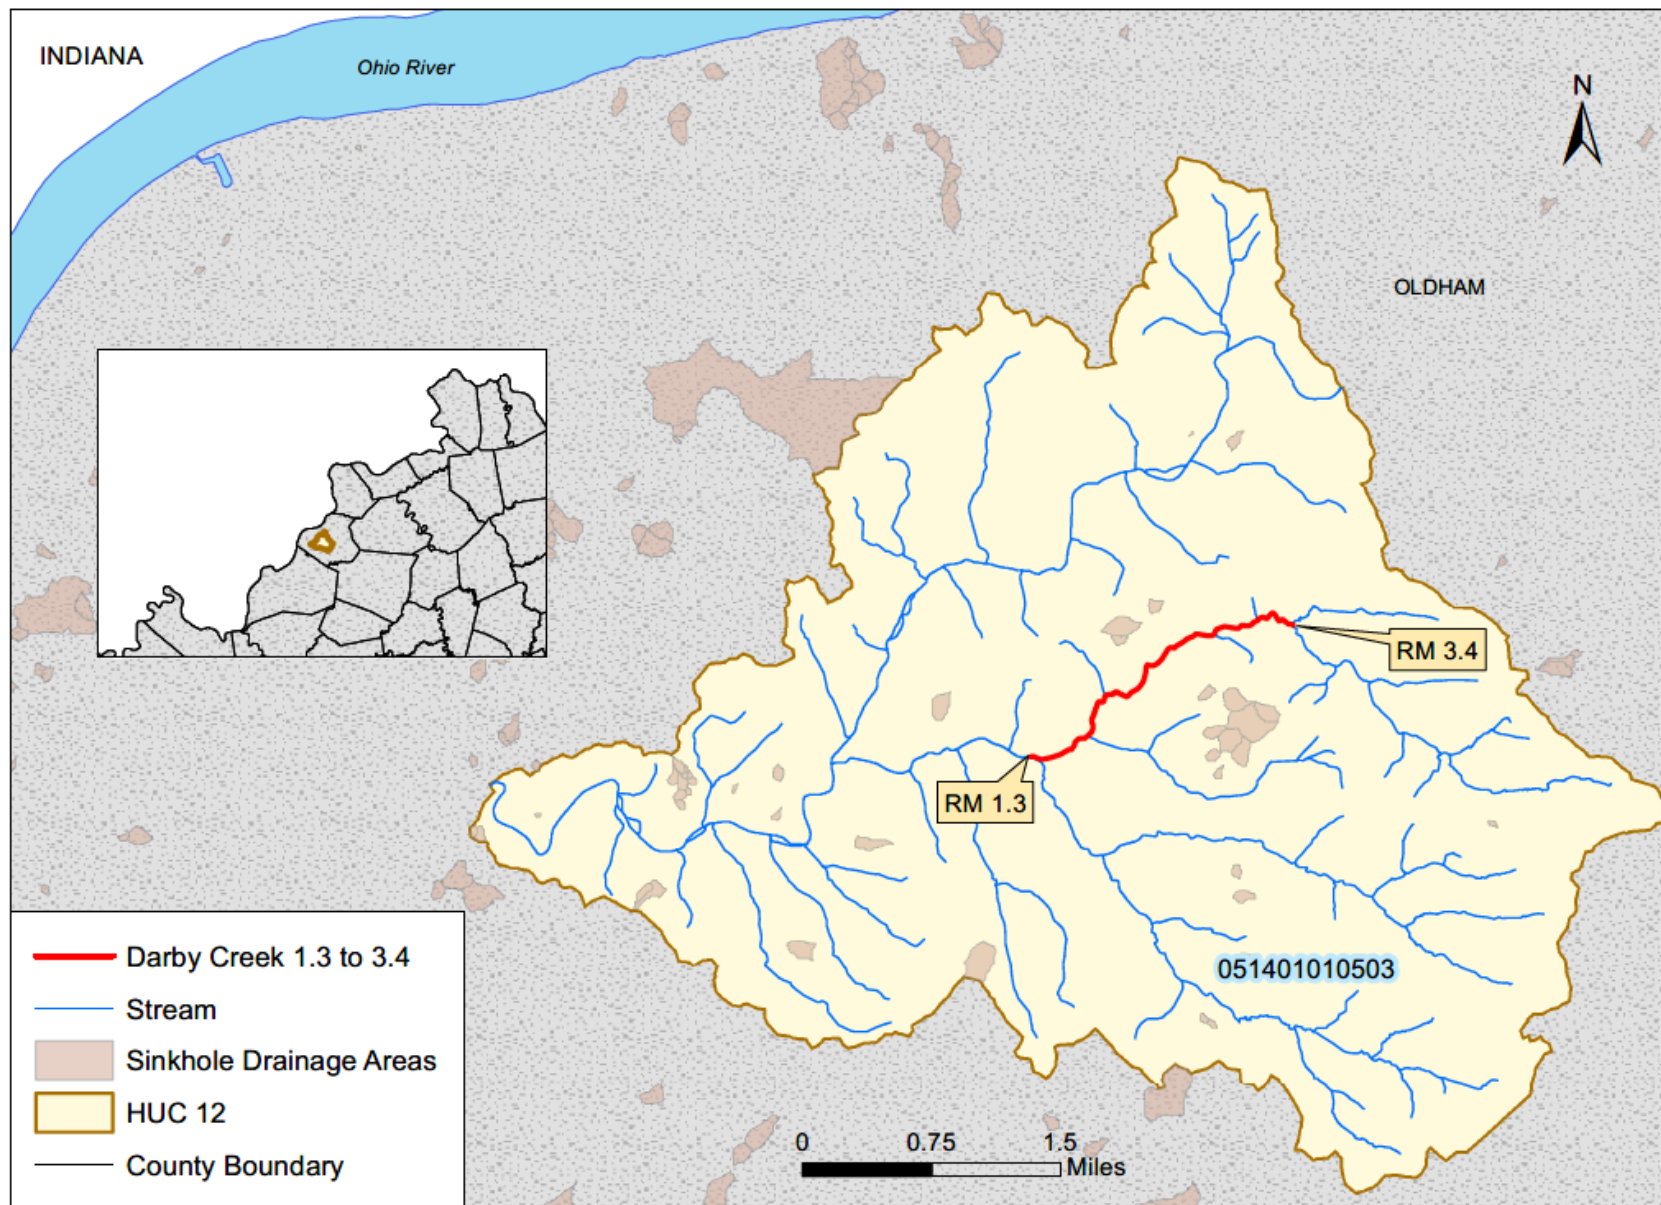 INDIANA
Ohio River
N
OLDHAM
RM 3.4
RM 1.3
051401010503
Darby Creek 1.3 to 3.4
Stream
Sinkhole Drainage Areas
HUC 12
County Boundary
0 0.75 1.5
Miles